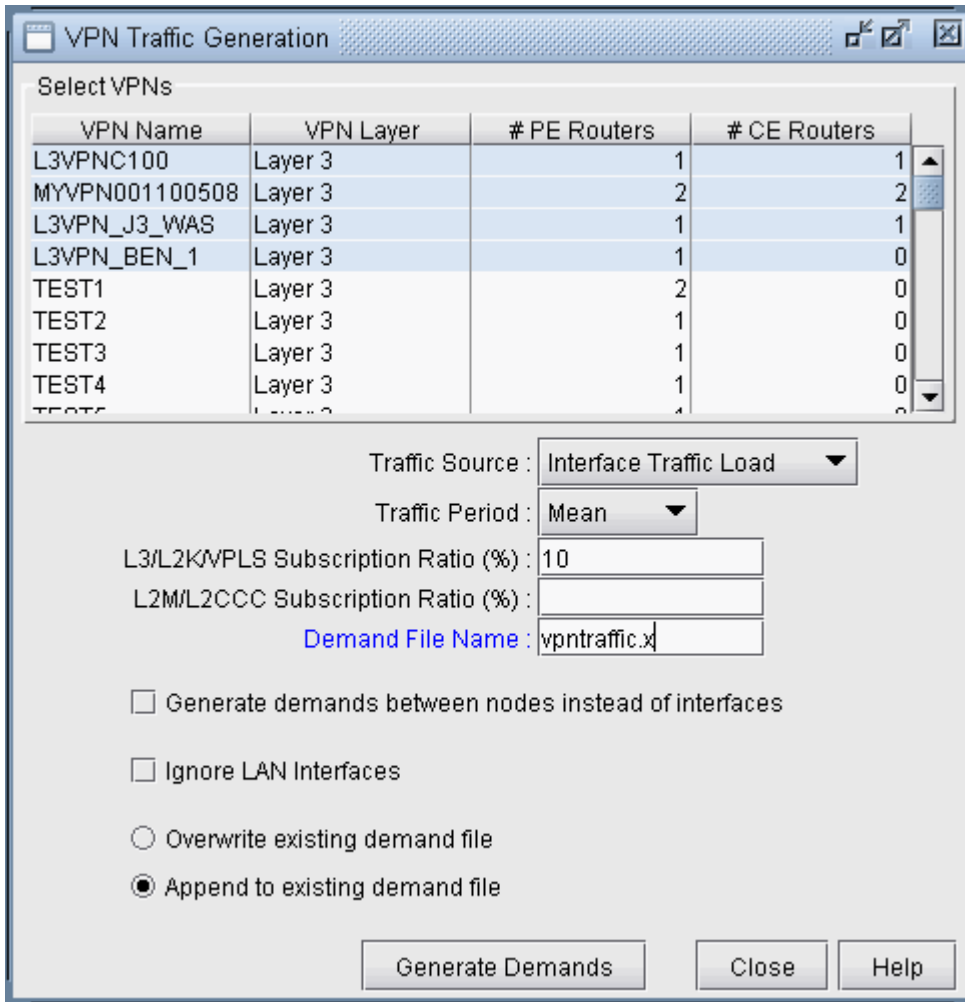 VPN Traffic Generation
Select VPNs
VPN Name VPN Layer # PE Routers # CE Routers
L3VPNC100 Layer 3 1 1
MYVPN001100508 Layer 3 2 2
L3VPN_J3_WAS Layer 3 1 1
L3VPN_BEN_1 Layer 3 1 0
TEST1 Layer 3 2 0
TEST2 Layer 3 1 0
TEST3 Layer 3 1 0
TEST4 Layer 3 1 0
Traffic Source : Interface Traffic Load
Traffic Period : Mean
L3/L2K/VPLS Subscription Ratio (%) : 10
L2M/L2CCC Subscription Ratio (%) :
Demand File Name : vpntraffic.x
Generate demands between nodes instead of interfaces
Ignore LAN Interfaces
Overwrite existing demand file
Append to existing demand file
Generate Demands Close Help